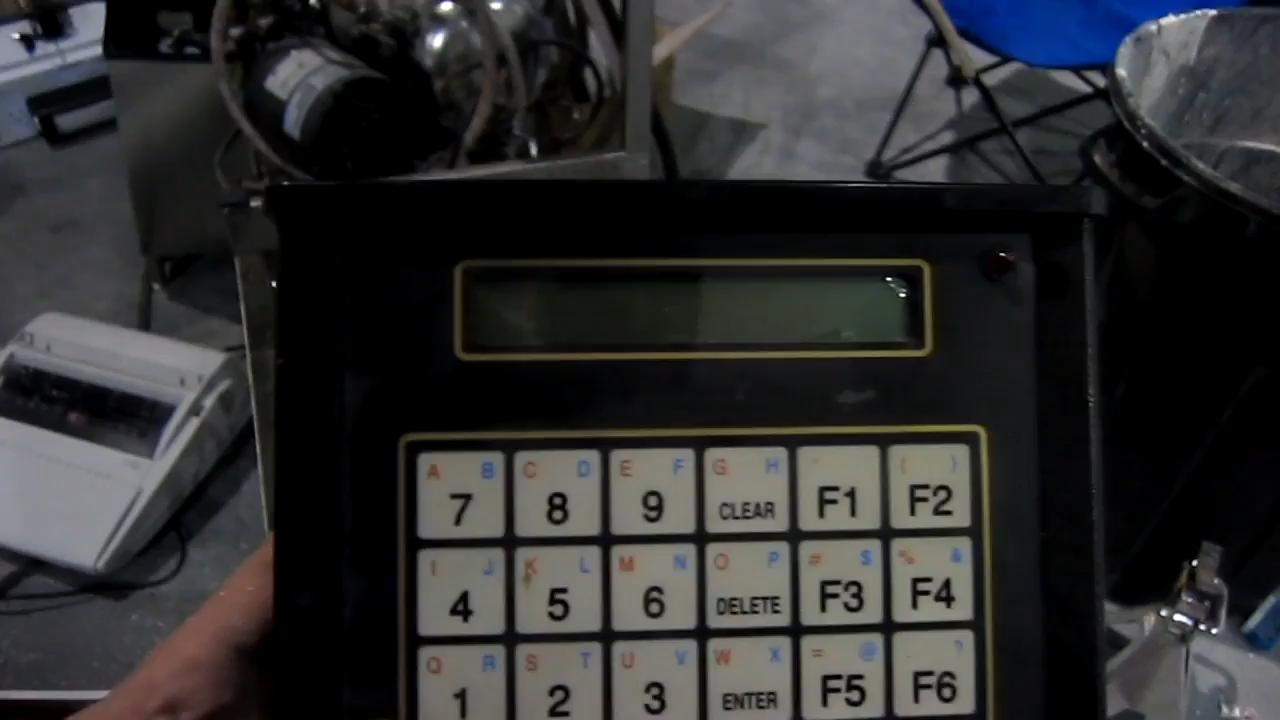 A B C D E F G H - ( )
7 8 9 CLEAR F1 F2
I J K L M N O P # $ % &
4 5 6 DELETE F3 F4
Q R S T U V W X = @ ?
1 2 3 ENTER F5 F6